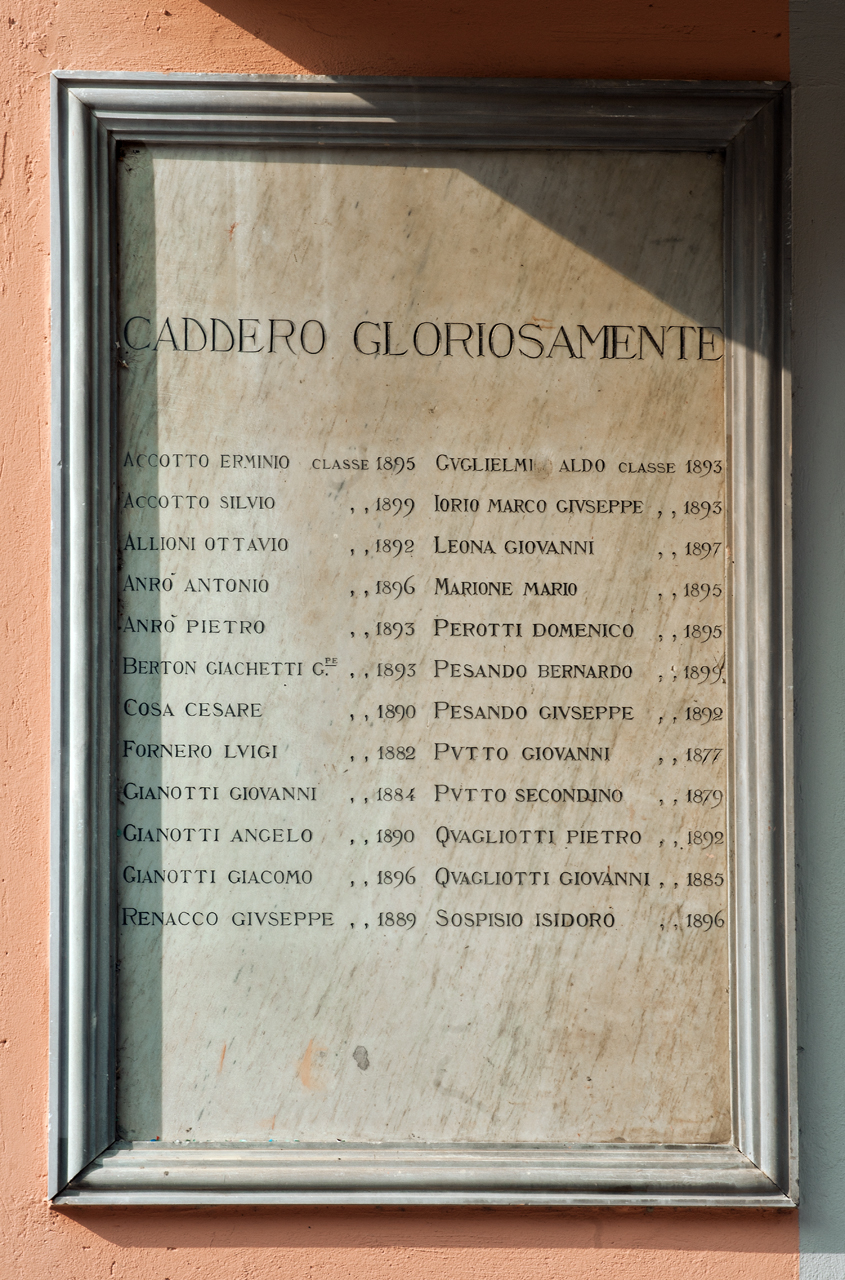 CADDERO GLORIOSAMENTE
ACCOTTO ERMINIO CLASSE 1895
ACCOTTO SILVIO , , 1899
ALLIONI OTTAVIO , , 1892
ANRÒ ANTONIO , , 1896
ANRÒ PIETRO , , 1893
BERTON GIACHETTI G.PE , , 1893
COSA CESARE , , 1890
FORNERO LVIGI , , 1882
GIANOTTI GIOVANNI , , 1884
GIANOTTI ANGELO , , 1890
GIANOTTI GIACOMO , , 1896
RENACCO GIVSEPPE , , 1889
GVGLIELMI ALDO CLASSE 1893
IORIO MARCO GIVSEPPE , , 1893
LEONA GIOVANNI , , 1897
MARIONE MARIO , , 1895
PEROTTI DOMENICO , , 1895
PESANDO BERNARDO , , 1899
PESANDO GIVSEPPE , , 1892
PVTTO GIOVANNI , , 1877
PVTTO SECONDINO , , 1879
QVAGLIOTTI PIETRO , , 1892
QVAGLIOTTI GIOVANNI , , 1885
SOSPISIO ISIDORO , , 1896